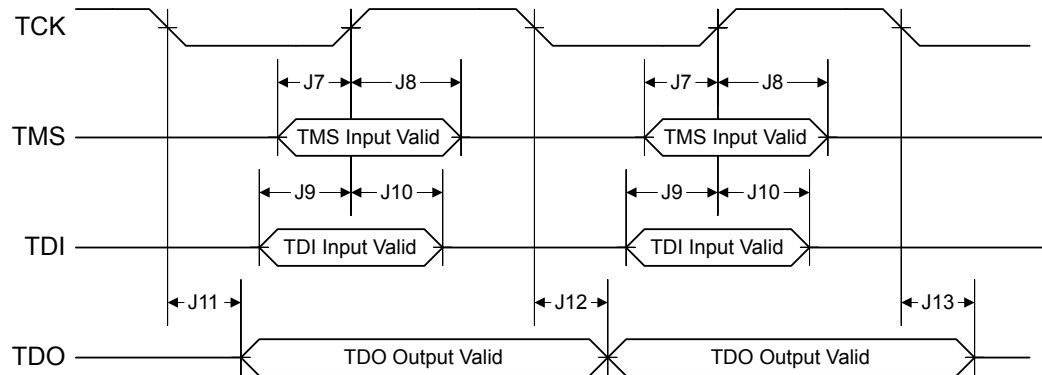 TCK
J7 J8 J7 J8
TMS TMS Input Valid TMS Input Valid
J9 J10 J9 J10
TDI TDI Input Valid TDI Input Valid
J11 J12 J13
TDO TDO Output Valid TDO Output Valid